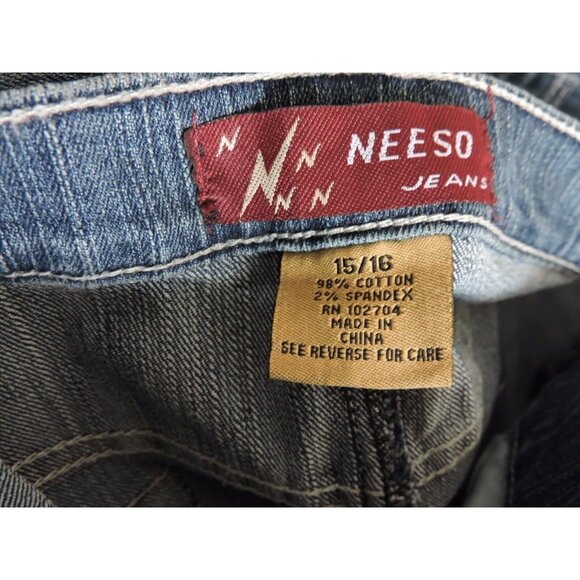 N N N N N NEESO
JEANS
15/16
98% COTTON
2% SPANDEX
RN 102704
MADE IN
CHINA
SEE REVERSE FOR CARE